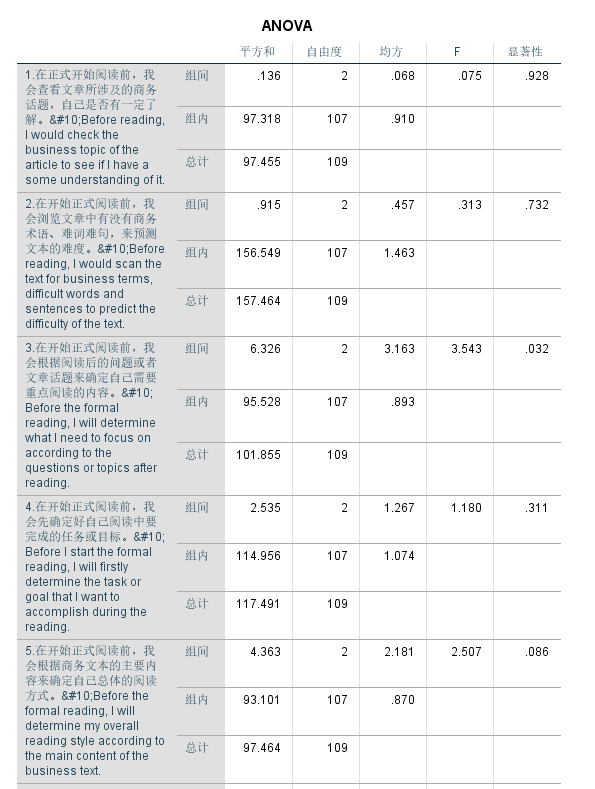 ANOVA
平方和 自由度 均方 F 显著性
1.在正式开始阅读前，我 组间 .136 2 .068 .075 .928
会查看文章所涉及的商务
话题，自己是否有一定了
解。&#10;Before reading, 组内 97.318 107 .910
I would check the
business topic of the
article to see if I have a 总计 97.455 109
some understanding of it.
2.在开始正式阅读前，我 组间 .915 2 .457 .313 .732
会浏览文章中有没有商务
术语、难词难句，来预测
文本的难度。&#10;Before 组内 156.549 107 1.463
reading, I would scan the
text for business terms,
difficult words and 总计 157.464 109
sentences to predict the
difficulty of the text.
3.在开始正式阅读前，我 组间 6.326 2 3.163 3.543 .032
会根据阅读后的问题或者
文章话题来确定自己需要
重点阅读的内容。&#10;
Before the formal 组内 95.528 107 .893
reading, I will determine
what I need to focus on
according to the 总计 101.855 109
questions or topics after
reading.
4.在开始正式阅读前，我 组间 2.535 2 1.267 1.180 .311
会先确定好自己阅读中要
完成的任务或目标。&#10;
Before I start the formal 组内 114.956 107 1.074
reading, I will firstly
determine the task or
goal that I want to 总计 117.491 109
accomplish during the
reading.
5.在开始正式阅读前，我 组间 4.363 2 2.181 2.507 .086
会根据商务文本的主要内
容来确定自己总体的阅读
方式。&#10;Before the 组内 93.101 107 .870
formal reading, I will
determine my overall
reading style according to 总计 97.464 109
the main content of the
business text.